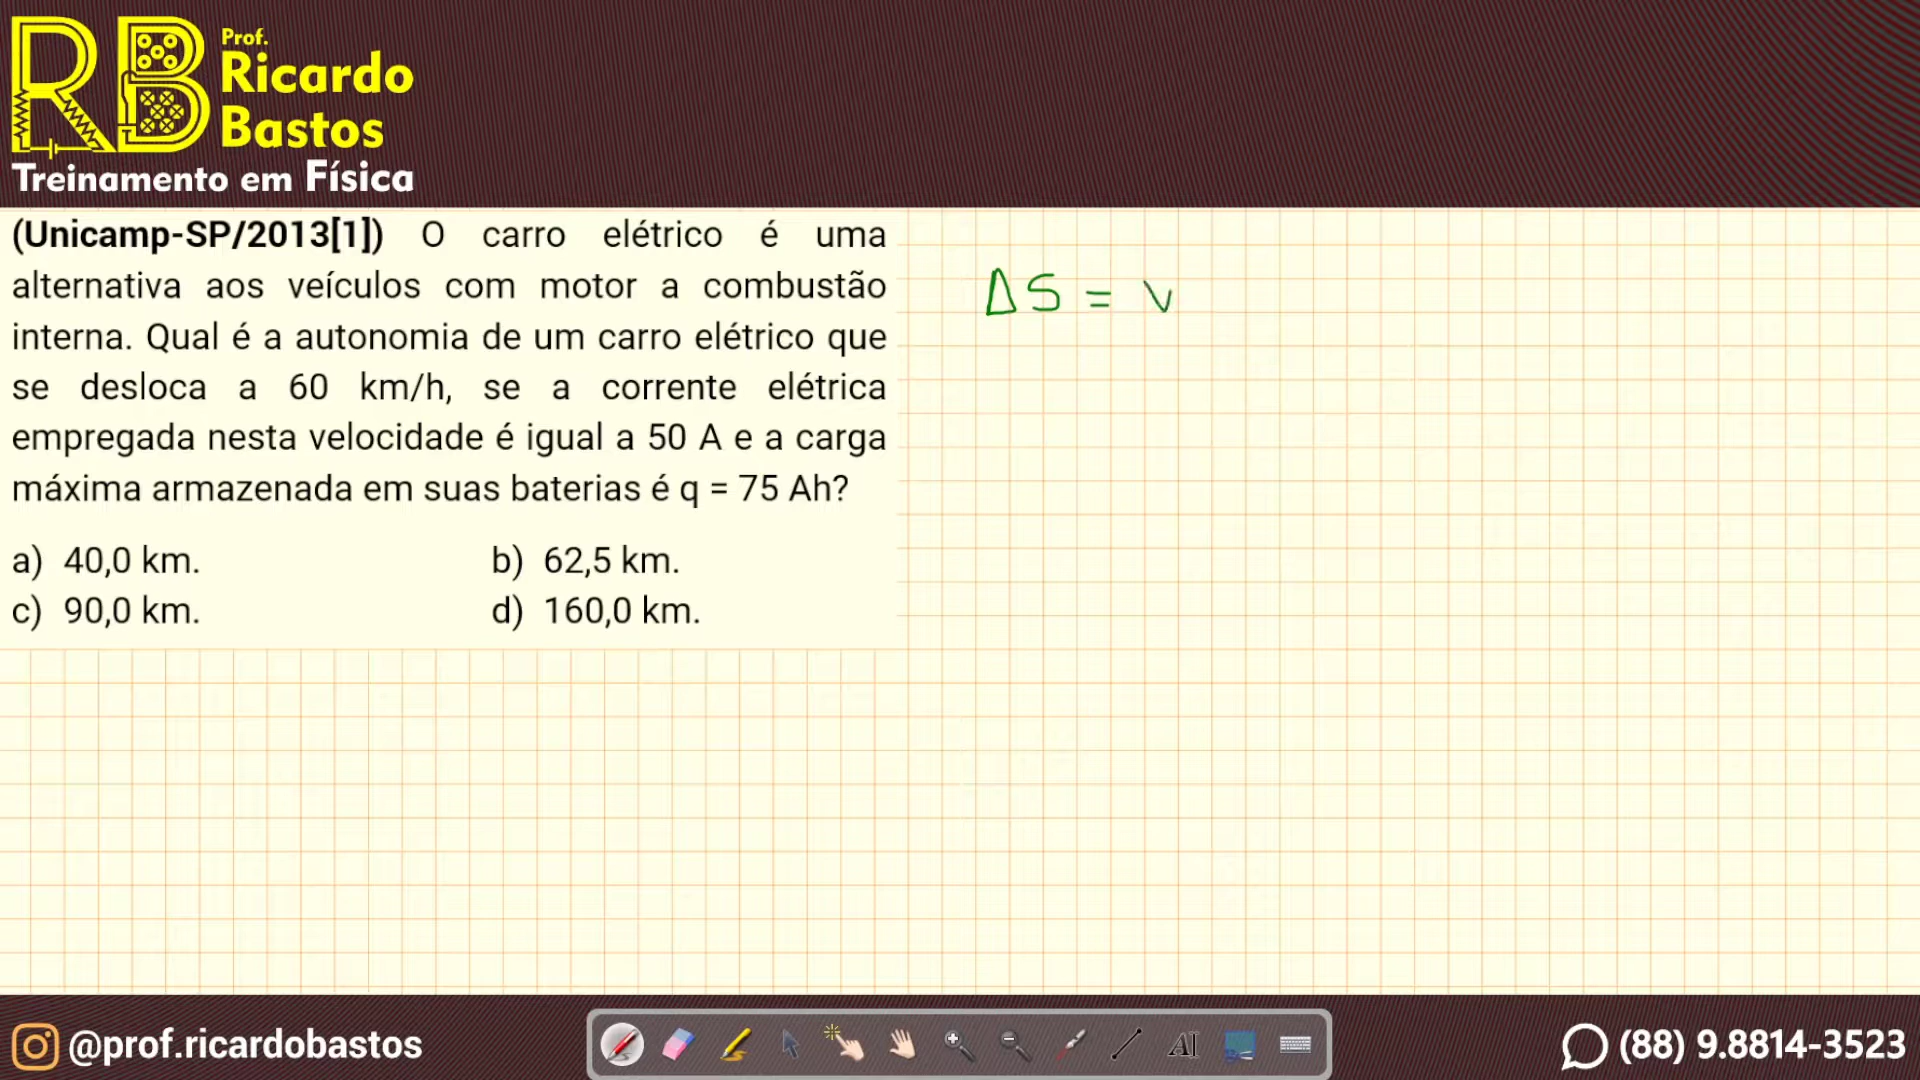 RB
Prof.
Ricardo
Bastos
Treinamento em Física
(Unicamp-SP/2013[1]) O carro elétrico é uma
alternativa aos veículos com motor a combustão
interna. Qual é a autonomia de um carro elétrico que
se desloca a 60 km/h, se a corrente elétrica
empregada nesta velocidade é igual a 50 A e a carga
máxima armazenada em suas baterias é q = 75 Ah?
a) 40,0 km. b) 62,5 km.
c) 90,0 km. d) 160,0 km.
ΔS = v
@prof.ricardobastos
AI
(88) 9.8814-3523